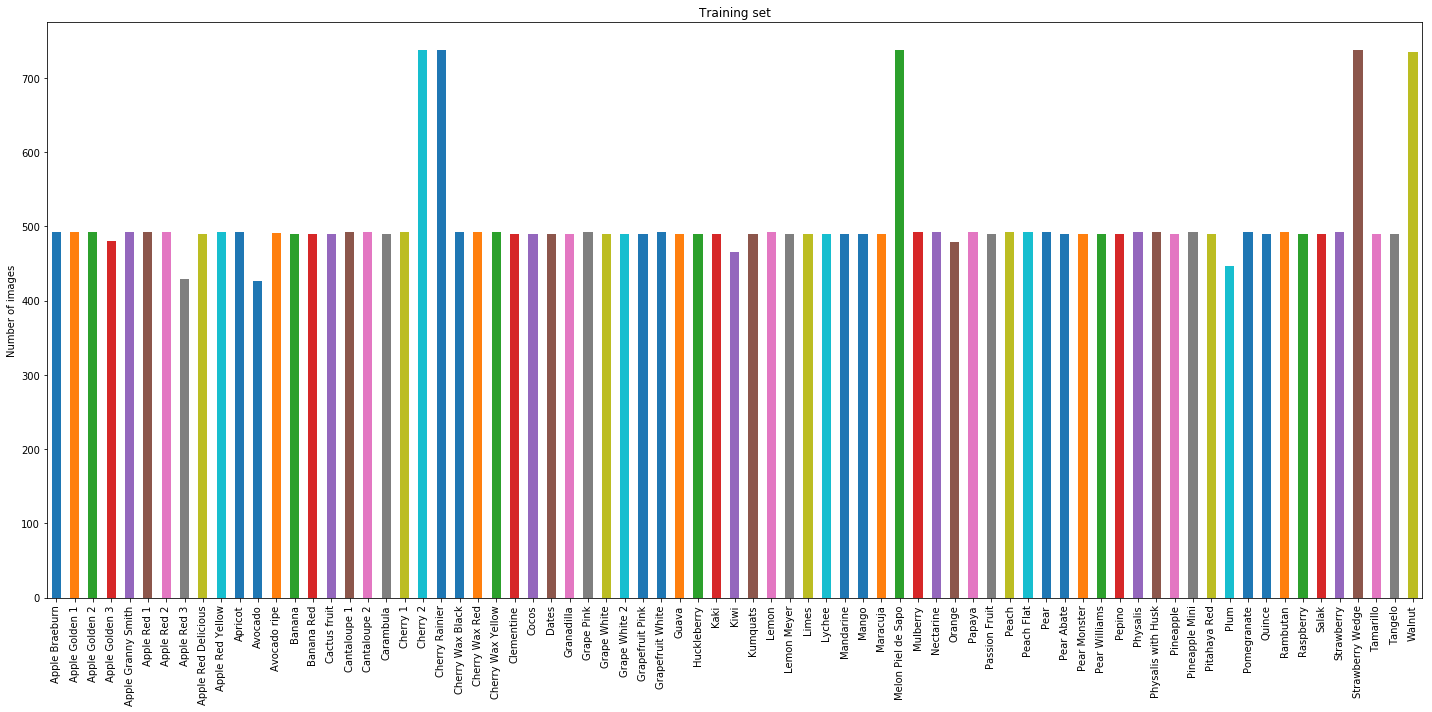 Training set
Number of images
700
600
500
400
300
200
100
0
Apple Braeburn
Apple Golden 1
Apple Golden 2
Apple Golden 3
Apple Granny Smith
Apple Red 1
Apple Red 2
Apple Red 3
Apple Red Delicious
Apple Red Yellow
Apricot
Avocado
Avocado ripe
Banana
Banana Red
Cactus fruit
Cantaloupe 1
Cantaloupe 2
Carambula
Cherry 1
Cherry 2
Cherry Rainier
Cherry Wax Black
Cherry Wax Red
Cherry Wax Yellow
Clementine
Cocos
Dates
Granadilla
Grape Pink
Grape White
Grape White 2
Grapefruit Pink
Grapefruit White
Guava
Huckleberry
Kaki
Kiwi
Kumquats
Lemon
Lemon Meyer
Limes
Lychee
Mandarine
Mango
Maracuja
Melon Piel de Sapo
Mulberry
Nectarine
Orange
Papaya
Passion Fruit
Peach
Peach Flat
Pear
Pear Abate
Pear Monster
Pear Williams
Pepino
Physalis
Physalis with Husk
Pineapple
Pineapple Mini
Pitahaya Red
Plum
Pomegranate
Quince
Rambutan
Raspberry
Salak
Strawberry
Strawberry Wedge
Tamarillo
Tangelo
Walnut